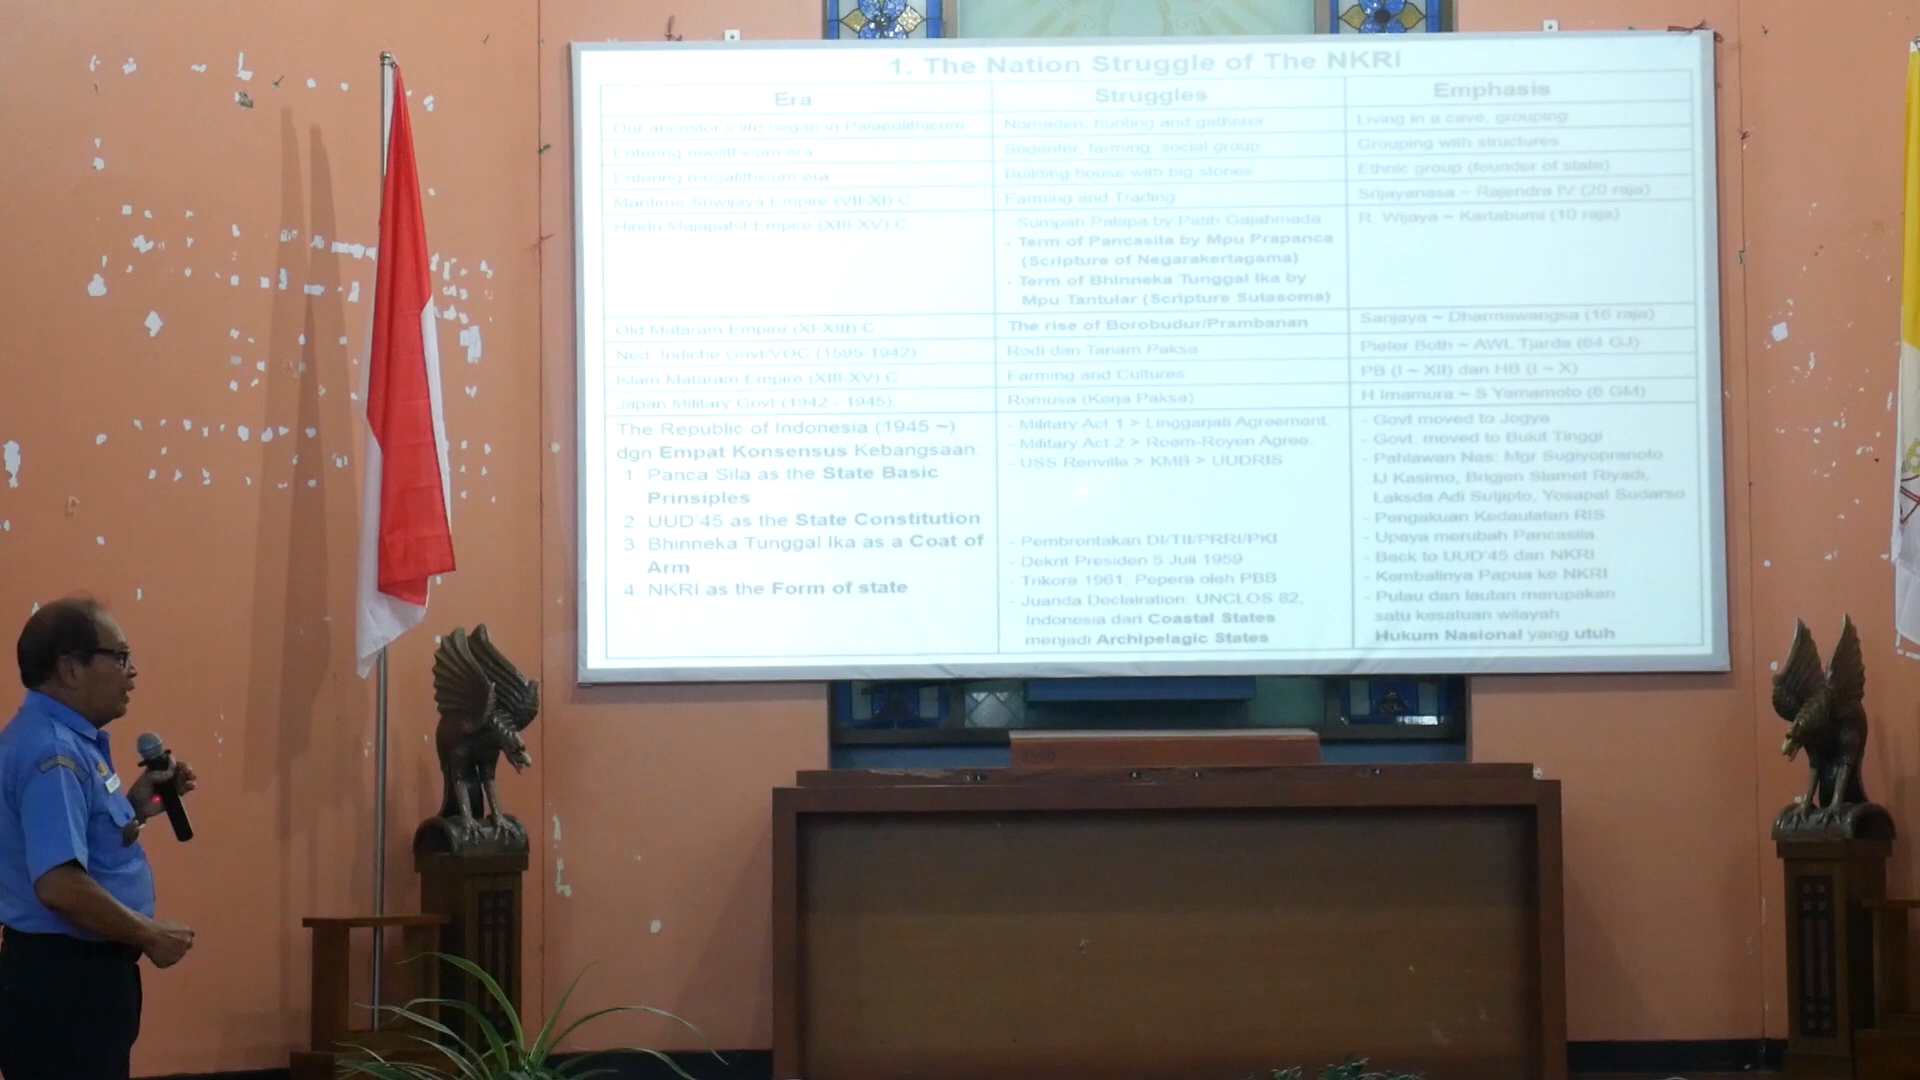 1. The Nation Struggle of The NKRI
Era
Struggles
Emphasis
Our ancestor's life began in Palaeolithicum
Nomaden, hunting and gatherer
Living in a cave, grouping
Entering neolithicum era
Sedenter, farming, social group
Grouping with structures
Entering megalithicum era
Building house with big stones
Ethnic group (founder of state)
Maritime Sriwijaya Empire (VII-XI) C
Farming and Trading
Srijayanasa ~ Rajendra IV (20 raja)
Hindu Majapahit Empire (XIII-XV) C
- Sumpah Palapa by Patih Gajahmada
- Term of Pancasila by Mpu Prapanca
(Scripture of Negarakertagama)
- Term of Bhinneka Tunggal Ika by
Mpu Tantular (Scripture Sutasoma)
R. Wijaya ~ Kartabumi (10 raja)
Old Mataram Empire (XI-XIII) C
The rise of Borobudur/Prambanan
Sanjaya ~ Dharmawangsa (16 raja)
Ned. Indiche Govt/VOC (1595-1942)
Rodi dan Tanam Paksa
Pieter Both ~ AWL Tjarda (64 GJ)
Islam Mataram Empire (XIII-XV) C
Farming and Cultures
PB (I ~ XII) dan HB (I ~ X)
Japan Military Govt (1942 - 1945)
Romusa (Kerja Paksa)
H Imamura ~ S Yamamoto (6 GM)
The Republic of Indonesia (1945 ~)
dgn Empat Konsensus Kebangsaan:
1. Panca Sila as the State Basic
Prinsiples
2. UUD'45 as the State Constitution
3. Bhinneka Tunggal Ika as a Coat of
Arm
4. NKRI as the Form of state
- Military Act 1 > Linggarjati Agreement.
- Military Act 2 > Roem-Royen Agree.
- USS Renville > KMB > UUDRIS
- Pembrontakan DI/TII/PRRI/PKI
- Dekrit Presiden 5 Juli 1959
- Trikora 1961, Pepera oleh PBB
- Juanda Declairation: UNCLOS 82,
Indonesia dari Coastal States
menjadi Archipelagic States
- Govt moved to Jogya
- Govt. moved to Bukit Tinggi
- Pahlawan Nas: Mgr Sugiyopranoto
IJ Kasimo, Brigjen Slamet Riyadi,
Laksda Adi Sutjipto, Yosapat Sudarso
- Pengakuan Kedaulatan RIS
- Upaya merubah Pancasila
- Back to UUD'45 dan NKRI
- Kembalinya Papua ke NKRI
- Pulau dan lautan merupakan
satu kesatuan wilayah
Hukum Nasional yang utuh